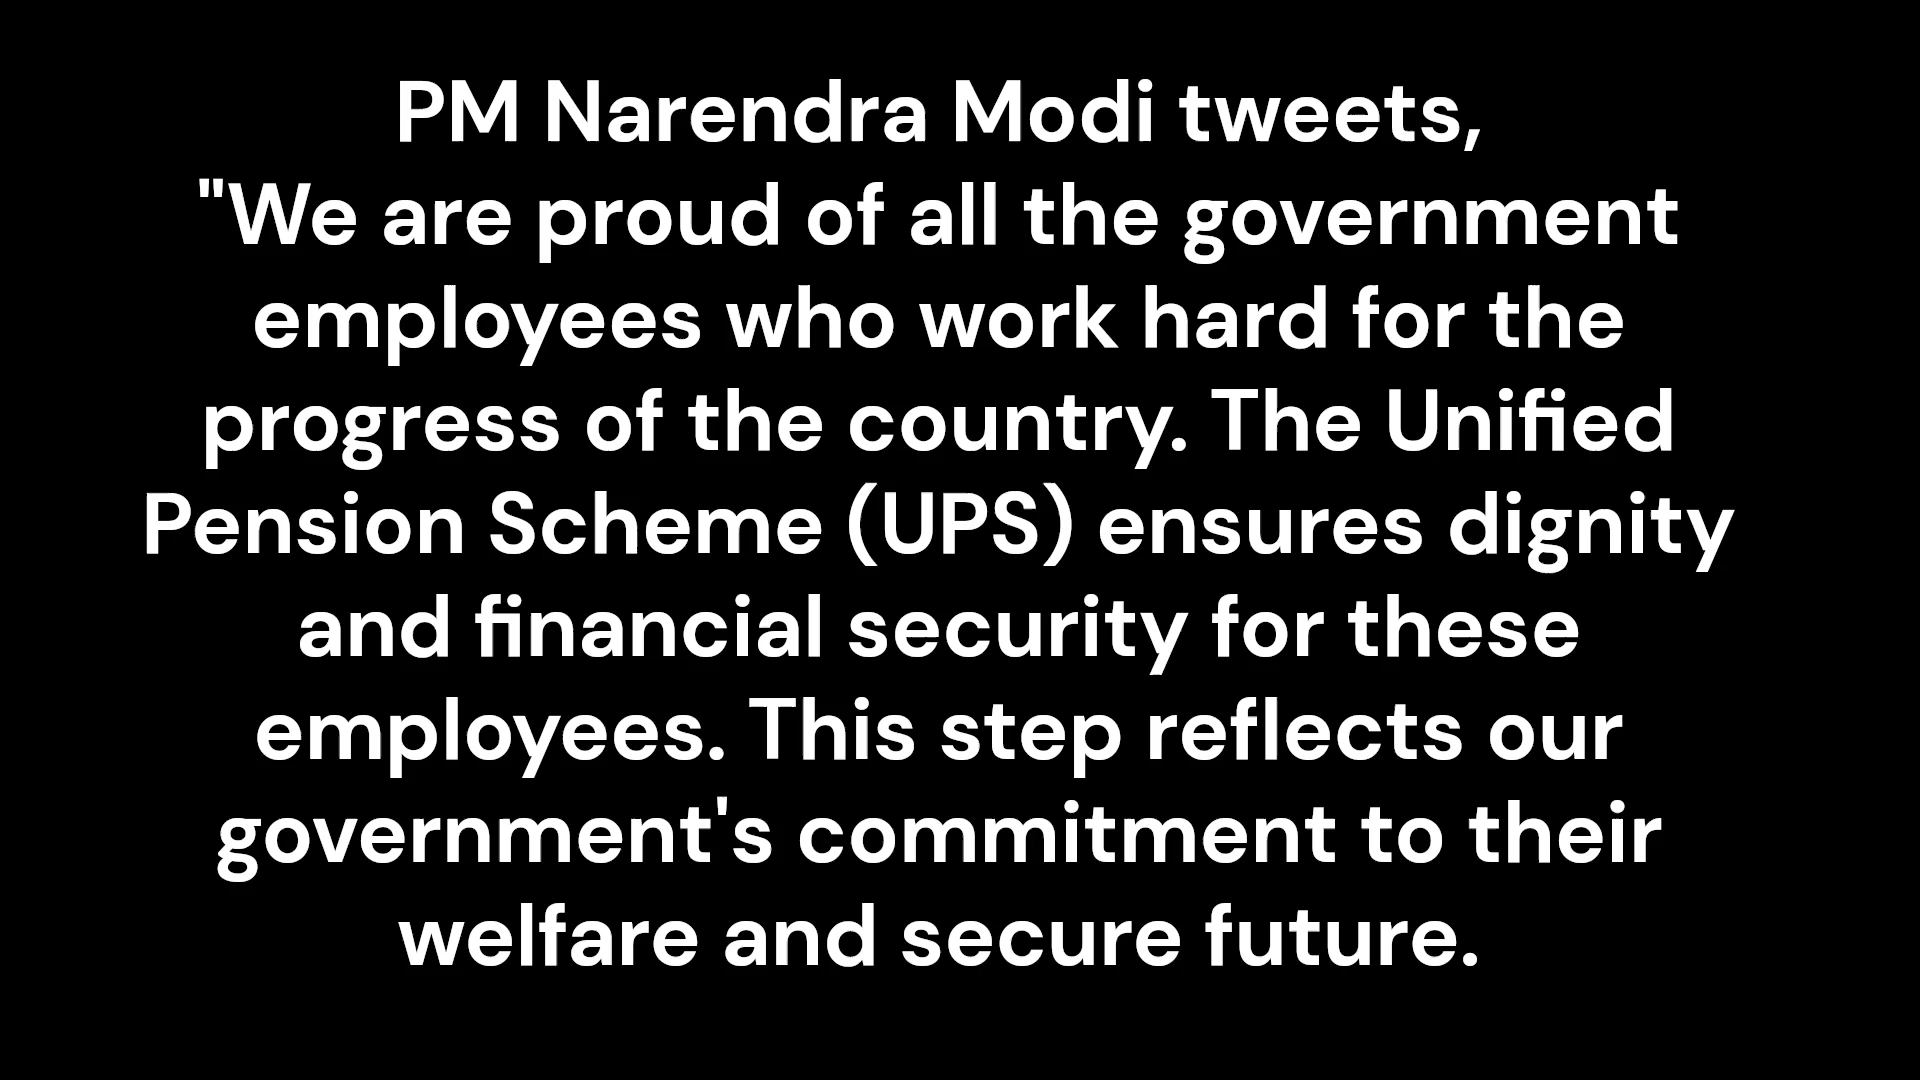 PM Narendra Modi tweets,
"We are proud of all the government
employees who work hard for the
progress of the country. The Unified
Pension Scheme (UPS) ensures dignity
and financial security for these
employees. This step reflects our
government's commitment to their
welfare and secure future.